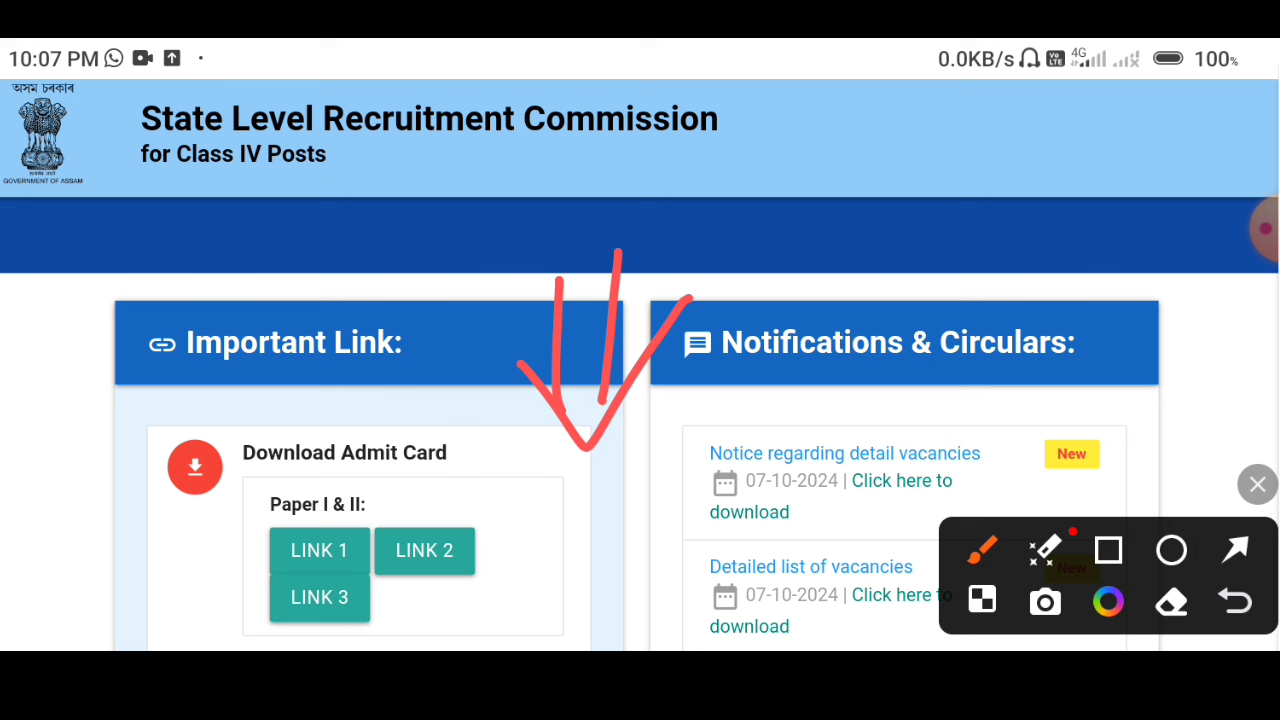 10:07 PM
0.0KB/s
Vo LTE
4G
100%
অসম চৰকাৰ
GOVERNMENT OF ASSAM
State Level Recruitment Commission
for Class IV Posts
Important Link:
Download Admit Card
Paper I & II:
LINK 1
LINK 2
LINK 3
Notifications & Circulars:
Notice regarding detail vacancies
New
07-10-2024 | Click here to
download
Detailed list of vacancies
New
07-10-2024 | Click here to
download